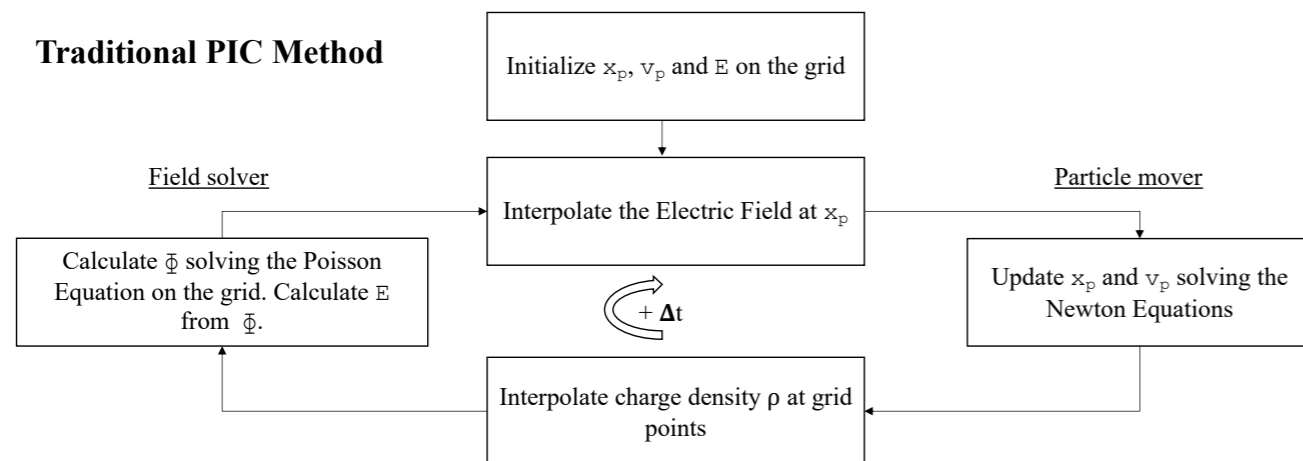 Traditional PIC Method
Initialize xₚ, vₚ and E on the grid
Field solver
Interpolate the Electric Field at xₚ
Particle mover
Calculate Φ solving the Poisson
Equation on the grid. Calculate E
from Φ.
+ Δt
Update xₚ and vₚ solving the
Newton Equations
Interpolate charge density ρ at grid
points